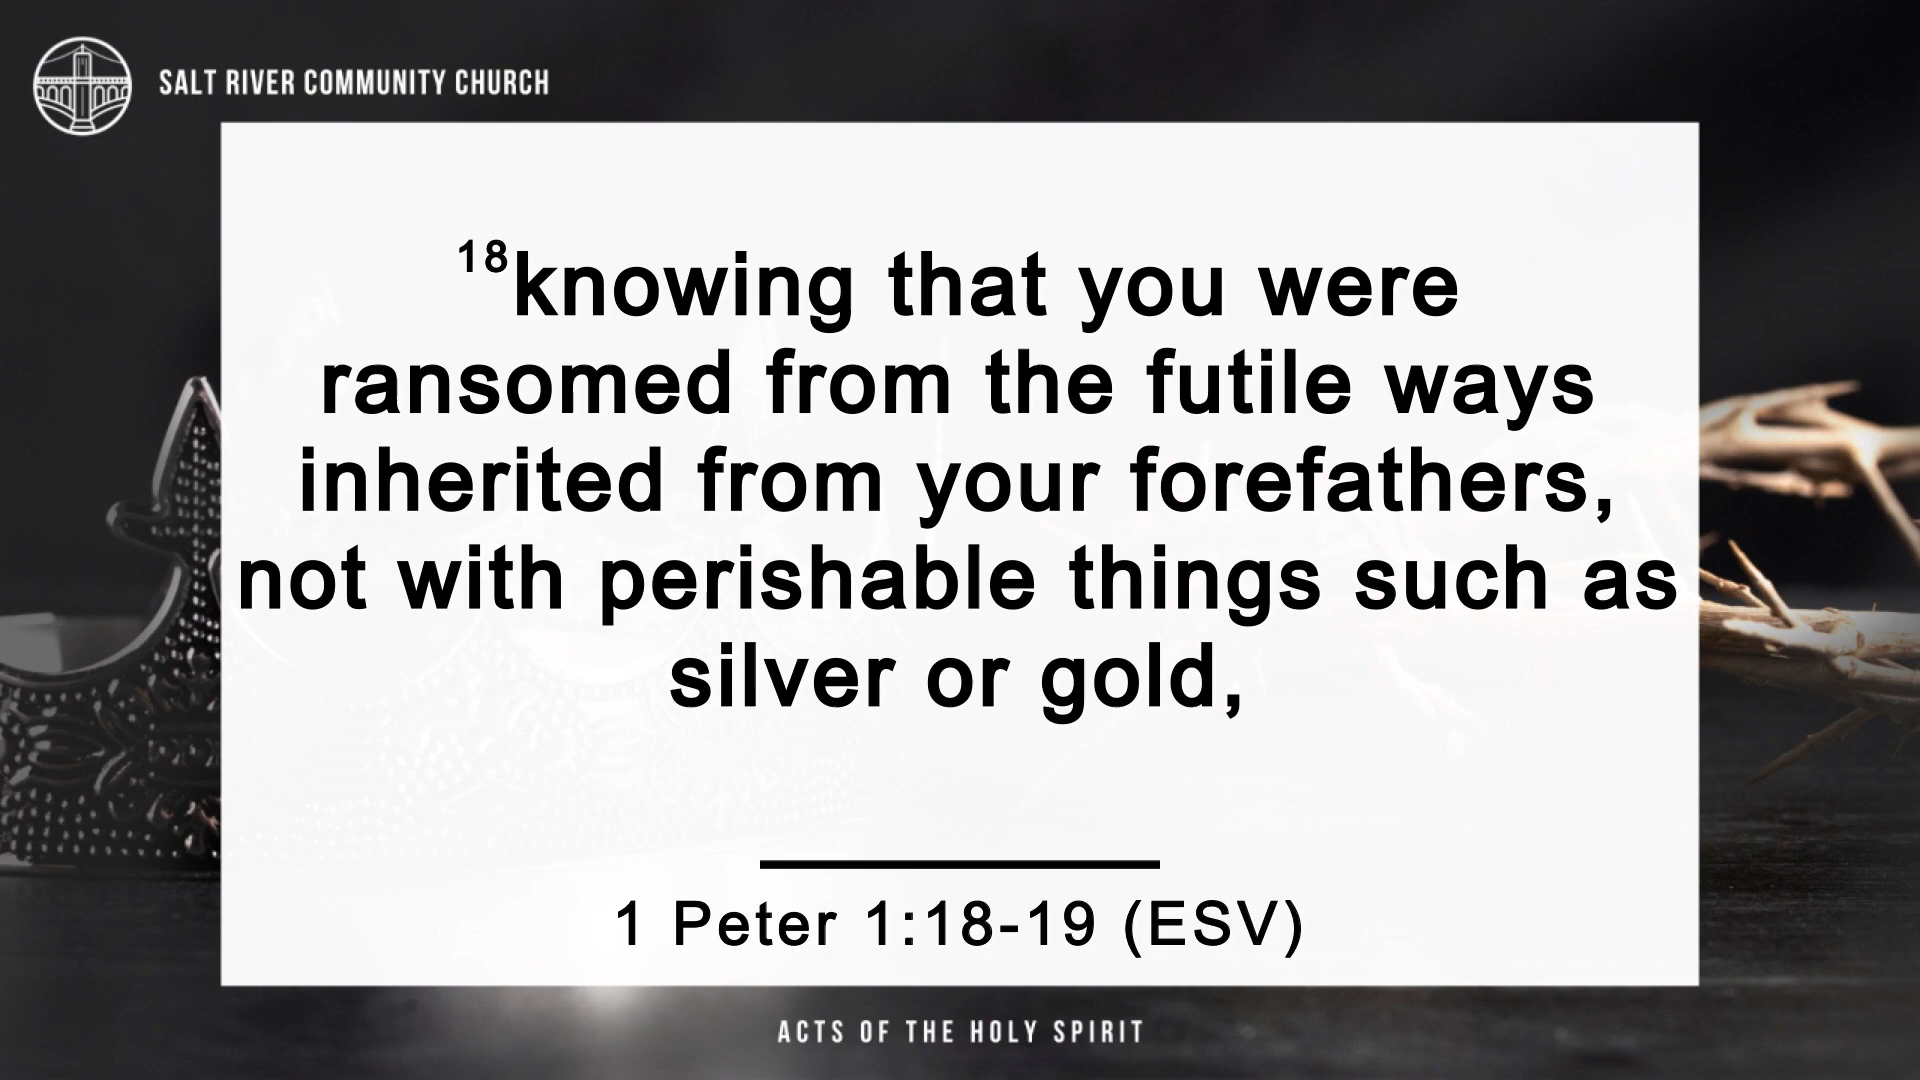 SALT RIVER COMMUNITY CHURCH
18knowing that you were
ransomed from the futile ways
inherited from your forefathers,
not with perishable things such as
silver or gold,
1 Peter 1:18-19 (ESV)
ACTS OF THE HOLY SPIRIT